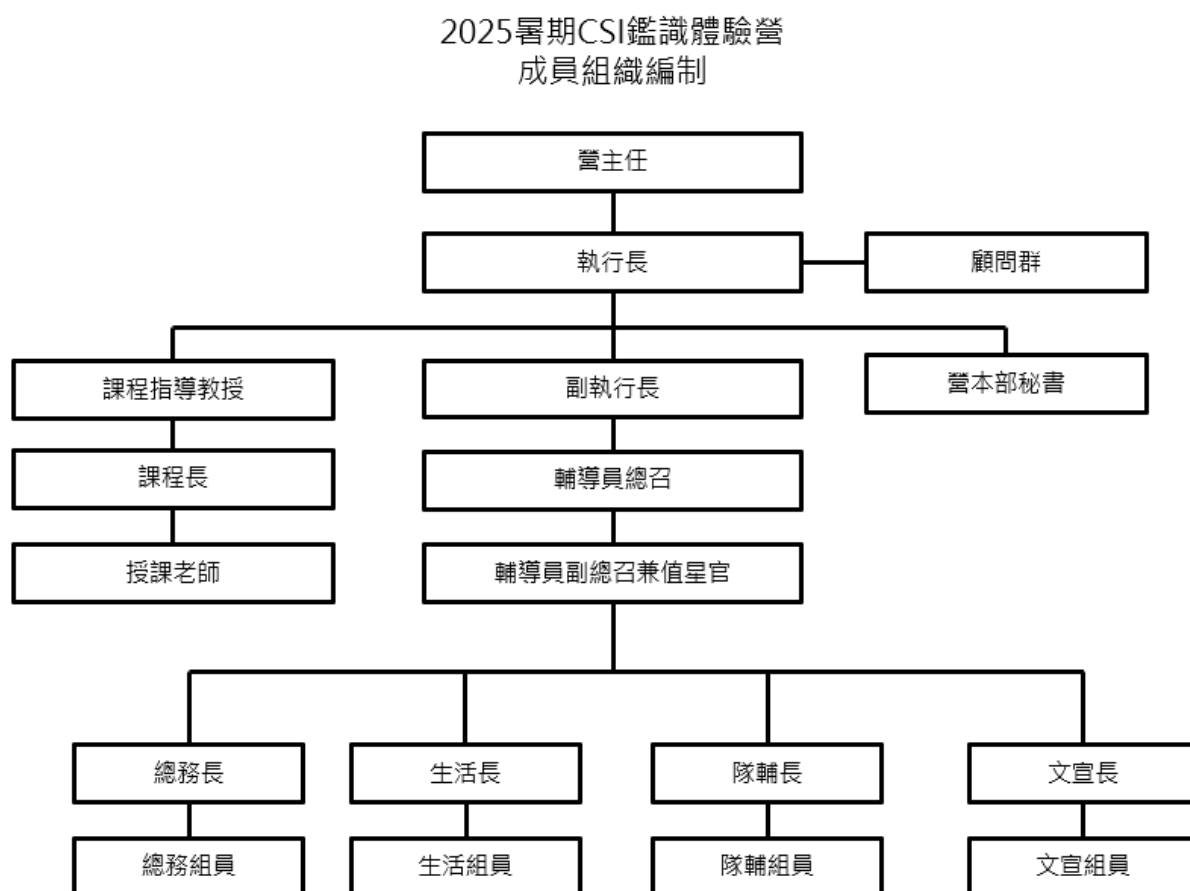 2025暑期CSI鑑識體驗營
成員組織編制
營主任
執行長
顧問群
課程指導教授
副執行長
營本部秘書
課程長
輔導員總召
授課老師
輔導員副總召兼值星官
總務長
生活長
隊輔長
文宣長
總務組員
生活組員
隊輔組員
文宣組員